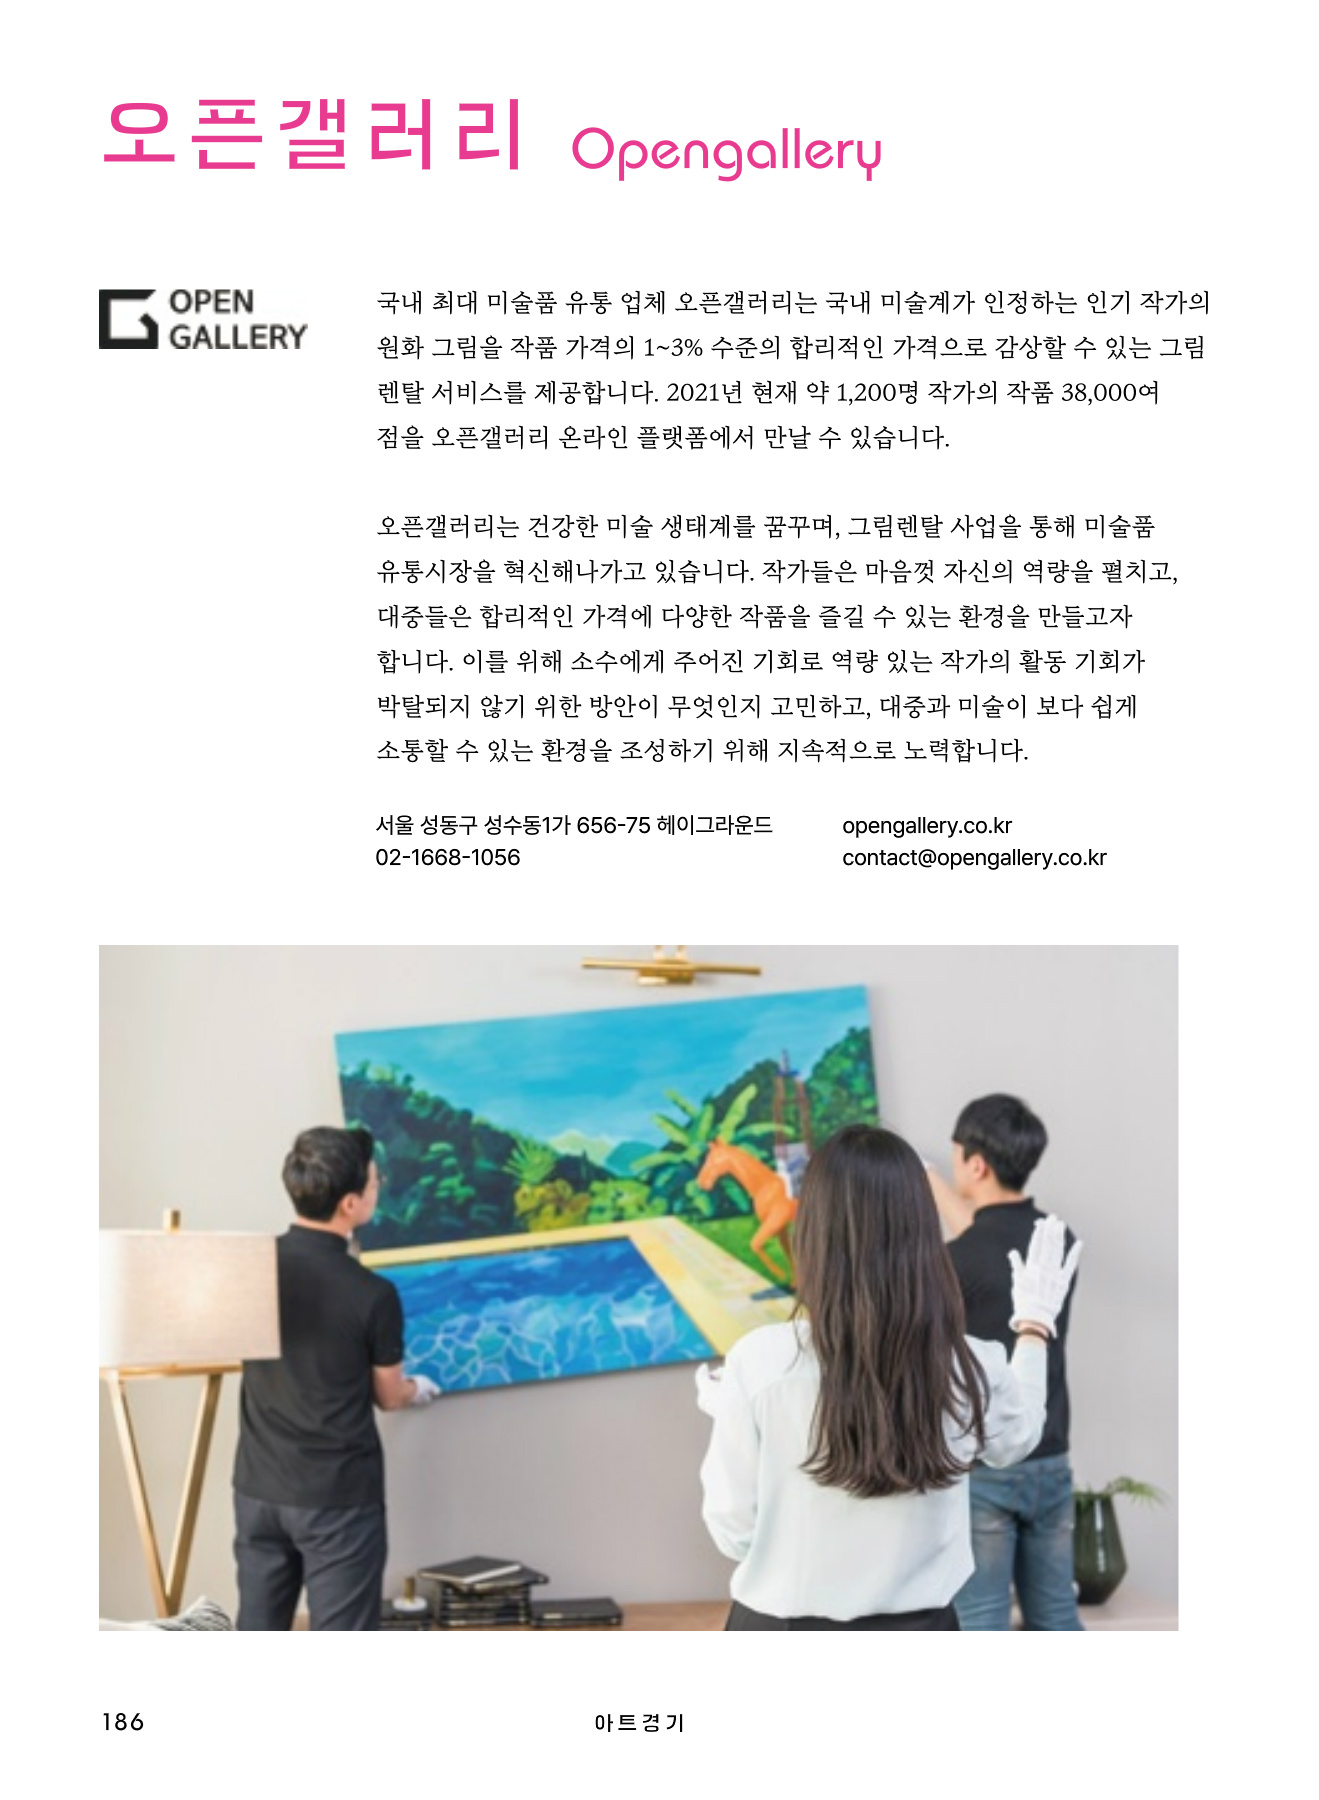 오픈갤러리 Opengallery
OPEN
GALLERY
국내 최대 미술품 유통 업체 오픈갤러리는 국내 미술계가 인정하는 인기 작가의
원화 그림을 작품 가격의 1~3% 수준의 합리적인 가격으로 감상할 수 있는 그림
렌탈 서비스를 제공합니다. 2021년 현재 약 1,200명 작가의 작품 38,000여
점을 오픈갤러리 온라인 플랫폼에서 만날 수 있습니다.
오픈갤러리는 건강한 미술 생태계를 꿈꾸며, 그림렌탈 사업을 통해 미술품
유통시장을 혁신해나가고 있습니다. 작가들은 마음껏 자신의 역량을 펼치고,
대중들은 합리적인 가격에 다양한 작품을 즐길 수 있는 환경을 만들고자
합니다. 이를 위해 소수에게 주어진 기회로 역량 있는 작가의 활동 기회가
박탈되지 않기 위한 방안이 무엇인지 고민하고, 대중과 미술이 보다 쉽게
소통할 수 있는 환경을 조성하기 위해 지속적으로 노력합니다.
서울 성동구 성수동1가 656-75 헤이그라운드
02-1668-1056
opengallery.co.kr
contact@opengallery.co.kr
186
아트경기